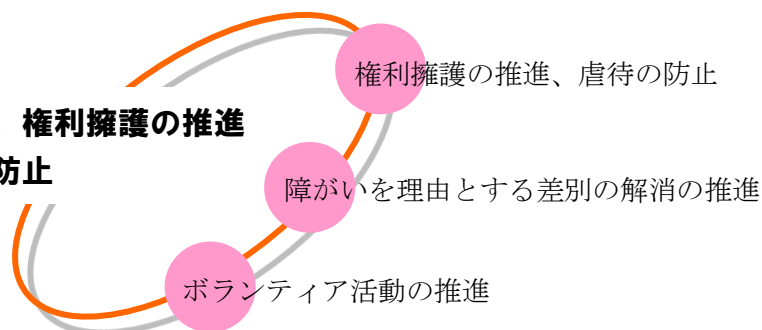 権利擁護の推進、虐待の防止
、権利擁護の推進
防止
障がいを理由とする差別の解消の推進
ボランティア活動の推進